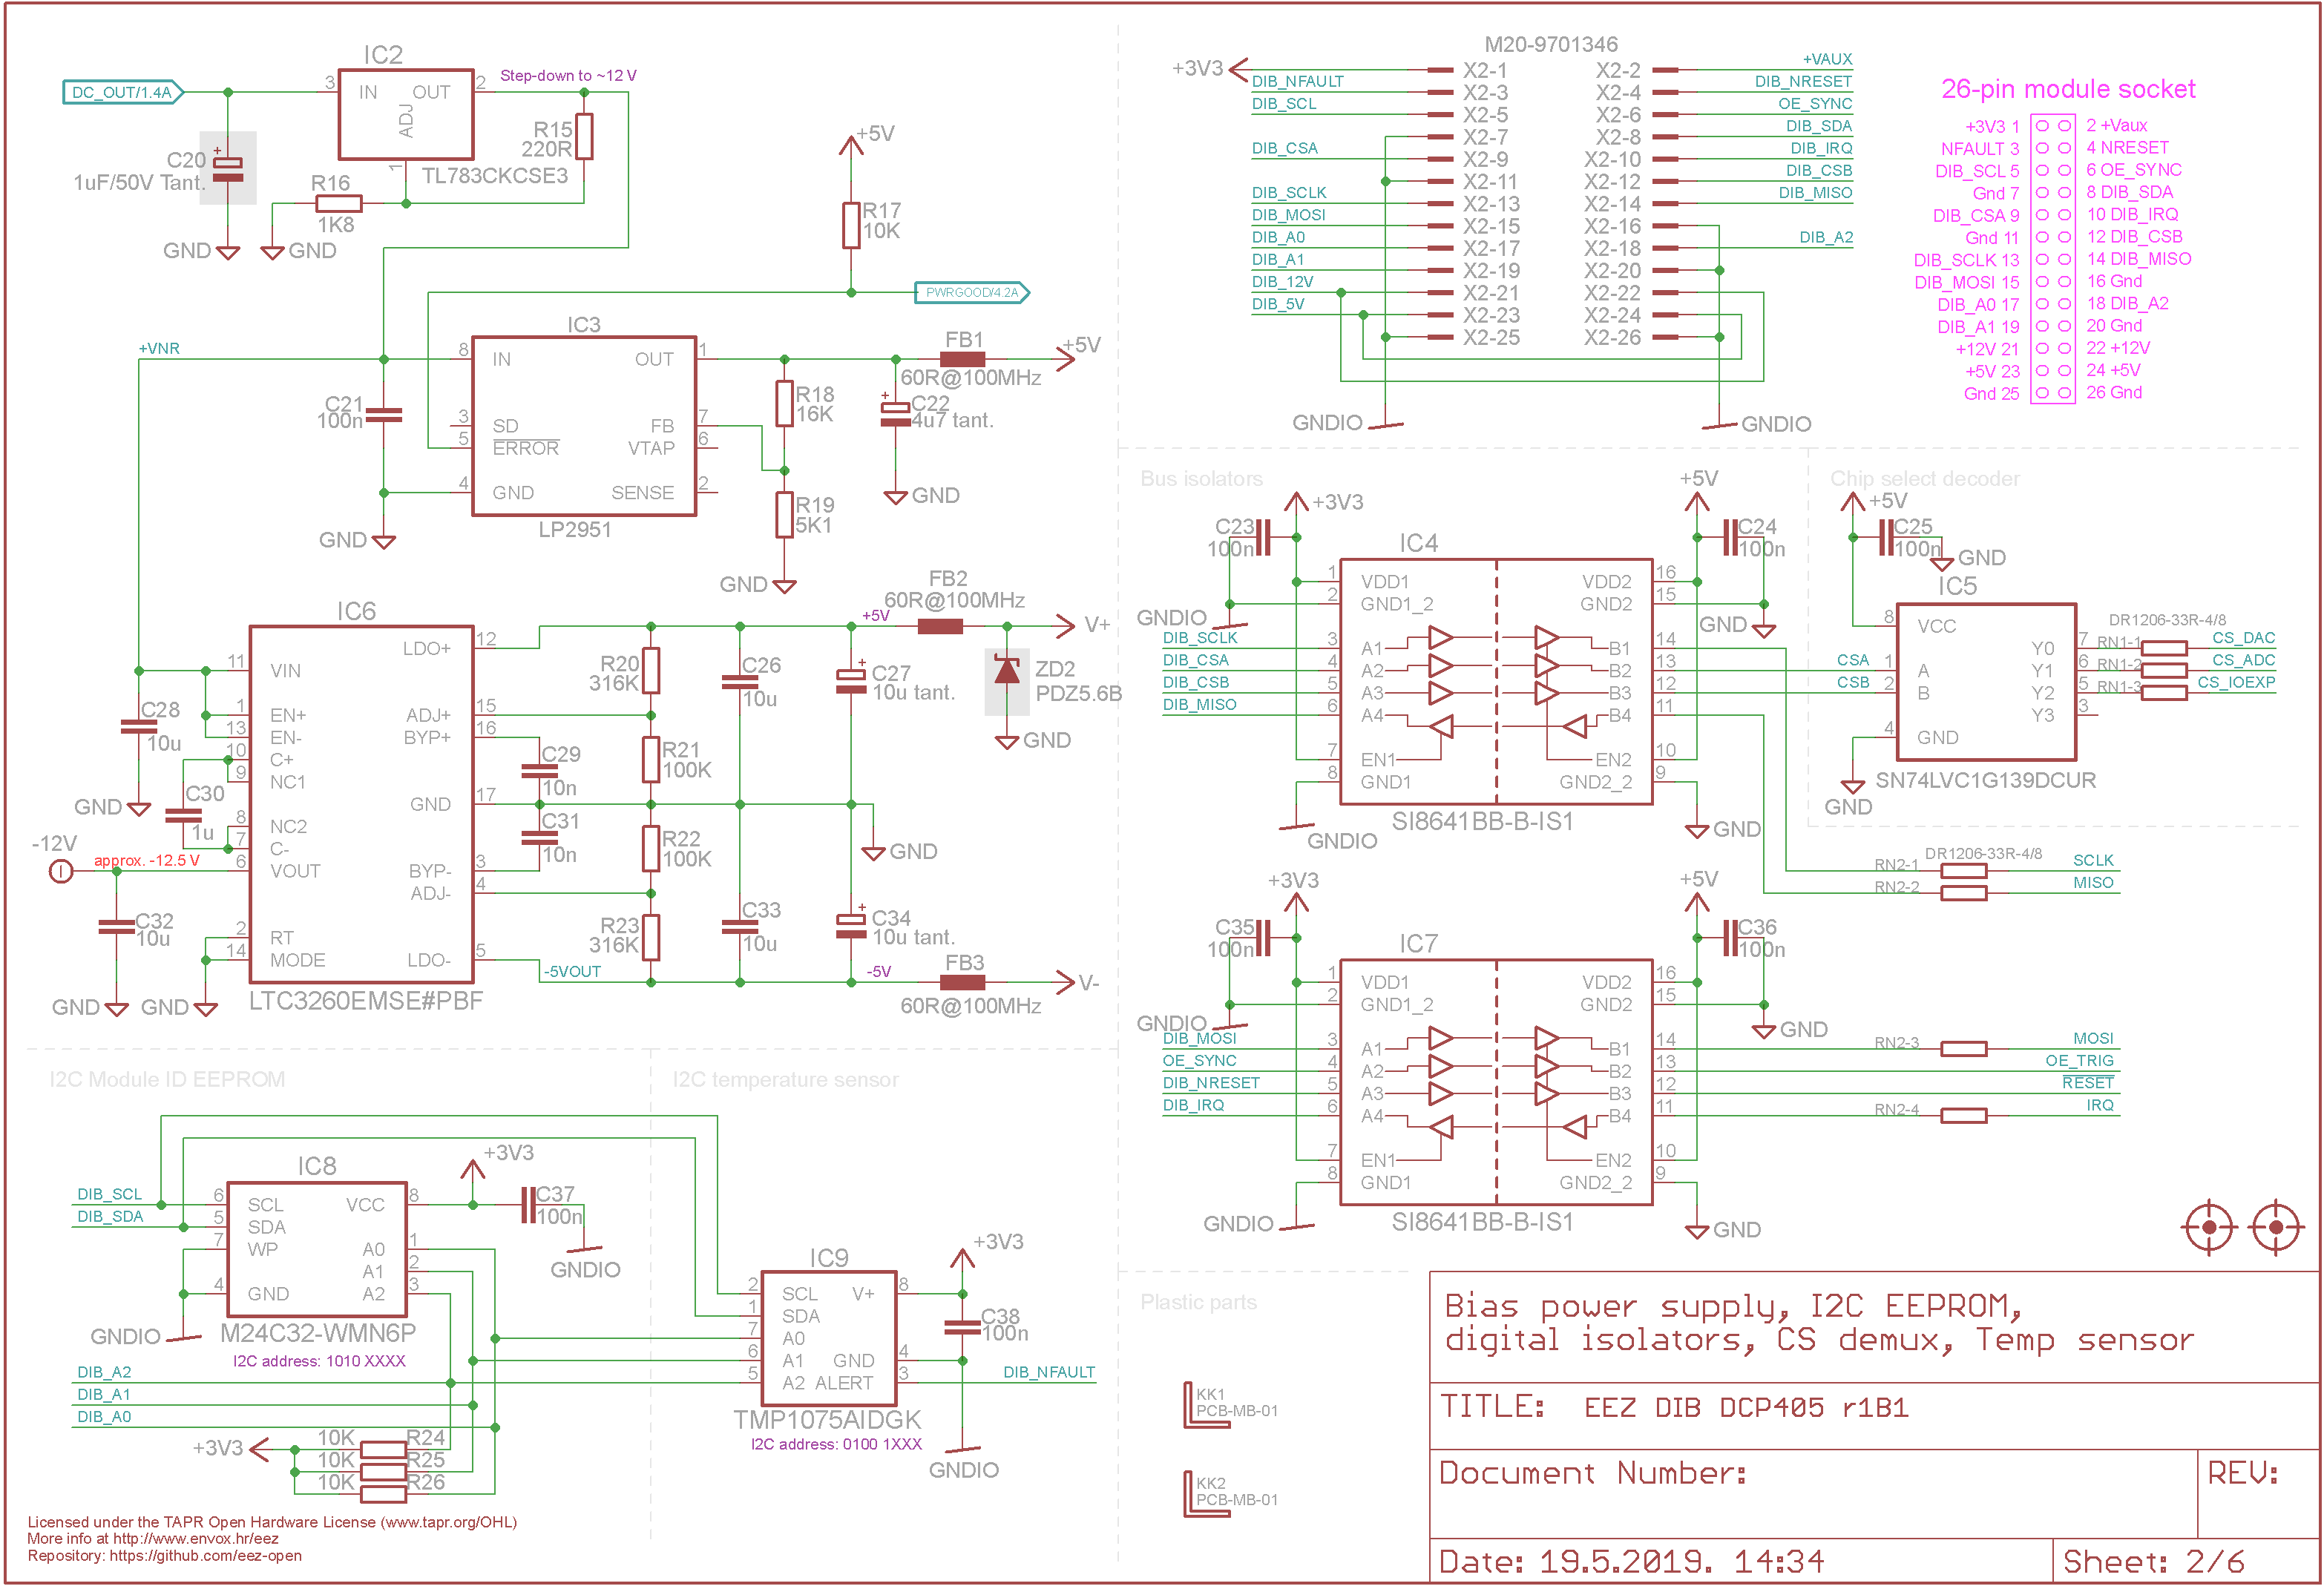 IC2
DC_OUT/1.4A
3
IN
OUT
ADJ
2
1
Step-down to ~12 V
TL783CKCSE3
R15
220R
C20
+
1uF/50V Tant.
R16
1K8
GND
GND
+5V
R17
10K
PWRGOOD/4.2A
+VNR
IC3
8
IN
OUT
1
3
SD
FB
7
5
ERROR
VTAP
6
4
GND
SENSE
2
LP2951
C21
100n
GND
FB1
60R@100MHz
+5V
R18
16K
R19
5K1
GND
+
C22
4u7 tant.
GND
IC6
11
VIN
LDO+
12
1
EN+
ADJ+
15
13
EN-
BYP+
16
10
C+
9
NC1
GND
17
8
NC2
7
C-
6
VOUT
BYP-
3
ADJ-
4
2
RT
14
MODE
LDO-
5
LTC3260EMSE#PBF
C28
10u
GND
C30
1u
-12V
approx. -12.5 V
C32
10u
GND
GND
R20
316K
R21
100K
R22
100K
R23
316K
C29
10n
C31
10n
C26
10u
C33
10u
+
C27
10u tant.
+
C34
10u tant.
GND
+5V
FB2
60R@100MHz
V+
ZD2
PDZ5.6B
GND
-5VOUT
-5V
FB3
60R@100MHz
V-
M20-9701346
+3V3
X2-1
X2-2
+VAUX
DIB_NFAULT
X2-3
X2-4
DIB_NRESET
DIB_SCL
X2-5
X2-6
OE_SYNC
X2-7
X2-8
DIB_SDA
DIB_CSA
X2-9
X2-10
DIB_IRQ
X2-11
X2-12
DIB_CSB
DIB_SCLK
X2-13
X2-14
DIB_MISO
DIB_MOSI
X2-15
X2-16
DIB_A0
X2-17
X2-18
DIB_A2
DIB_A1
X2-19
X2-20
DIB_12V
X2-21
X2-22
DIB_5V
X2-23
X2-24
X2-25
X2-26
GNDIO
GNDIO
26-pin module socket
+3V3 1
2 +Vaux
NFAULT 3
4 NRESET
DIB_SCL 5
6 OE_SYNC
Gnd 7
8 DIB_SDA
DIB_CSA 9
10 DIB_IRQ
Gnd 11
12 DIB_CSB
DIB_SCLK 13
14 DIB_MISO
DIB_MOSI 15
16 Gnd
DIB_A0 17
18 DIB_A2
DIB_A1 19
20 Gnd
+12V 21
22 +12V
+5V 23
24 +5V
Gnd 25
26 Gnd
Bus isolators
+3V3
+5V
C23
100n
IC4
C24
100n
1
VDD1
VDD2
16
2
GND1_2
GND2
15
GNDIO
GND
DIB_SCLK
3
A1
B1
14
DIB_CSA
4
A2
B2
13
DIB_CSB
5
A3
B3
12
DIB_MISO
6
A4
B4
11
7
EN1
EN2
10
8
GND1
GND2_2
9
SI8641BB-B-IS1
GNDIO
GND
Chip select decoder
+5V
C25
100n
GND
IC5
8
VCC
Y0
7
CSA
1
A
Y1
6
CSB
2
B
Y2
5
Y3
3
4
GND
SN74LVC1G139DCUR
GND
DR1206-33R-4/8
RN1-1
CS_DAC
RN1-2
CS_ADC
RN1-3
CS_IOEXP
DR1206-33R-4/8
RN2-1
SCLK
RN2-2
MISO
+3V3
+5V
C35
100n
IC7
C36
100n
1
VDD1
VDD2
16
2
GND1_2
GND2
15
GNDIO
GND
DIB_MOSI
3
A1
B1
14
RN2-3
MOSI
OE_SYNC
4
A2
B2
13
OE_TRIG
DIB_NRESET
5
A3
B3
12
RESET
DIB_IRQ
6
A4
B4
11
RN2-4
IRQ
7
EN1
EN2
10
8
GND1
GND2_2
9
SI8641BB-B-IS1
GNDIO
GND
I2C Module ID EEPROM
IC8
+3V3
DIB_SCL
6
SCL
VCC
8
DIB_SDA
5
SDA
7
WP
A0
1
A1
2
4
GND
A2
3
C37
100n
GNDIO
GNDIO
M24C32-WMN6P
I2C address: 1010 XXXX
DIB_A2
DIB_A1
DIB_A0
+3V3
10K
R24
10K
R25
10K
R26
I2C temperature sensor
IC9
+3V3
2
SCL
V+
8
1
SDA
7
A0
6
A1
GND
4
5
A2
ALERT
3
C38
100n
DIB_NFAULT
TMP1075AIDGK
I2C address: 0100 1XXX
GNDIO
Plastic parts
KK1
PCB-MB-01
KK2
PCB-MB-01
Licensed under the TAPR Open Hardware License (www.tapr.org/OHL)
More info at http://www.envox.hr/eez
Repository: https://github.com/eez-open
Bias power supply, I2C EEPROM,
digital isolators, CS demux, Temp sensor
TITLE: EEZ DIB DCP405 r1B1
Document Number:
REV:
Date: 19.5.2019. 14:34
Sheet: 2/6